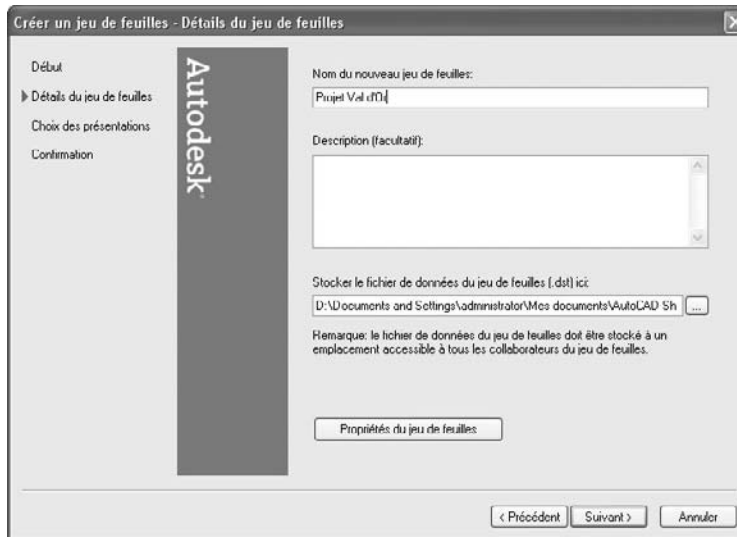 Créer un jeu de feuilles - Détails du jeu de feuilles
Début
Détails du jeu de feuilles
Choix des présentations
Confirmation
Autodesk
Nom du nouveau jeu de feuilles:
Projet Val d'Or
Description (facultatif):
Stocker le fichier de données du jeu de feuilles (.dst) ici:
D:\Documents and Settings\administrator\Mes documents\AutoCAD Sh
...
Remarque: le fichier de données du jeu de feuilles doit être stocké à un
emplacement accessible à tous les collaborateurs du jeu de feuilles.
Propriétés du jeu de feuilles
< Précédent
Suivant >
Annuler